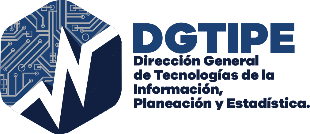 DGTIPE
Dirección General
de Tecnologías de la
Información,
Planeación y Estadística.